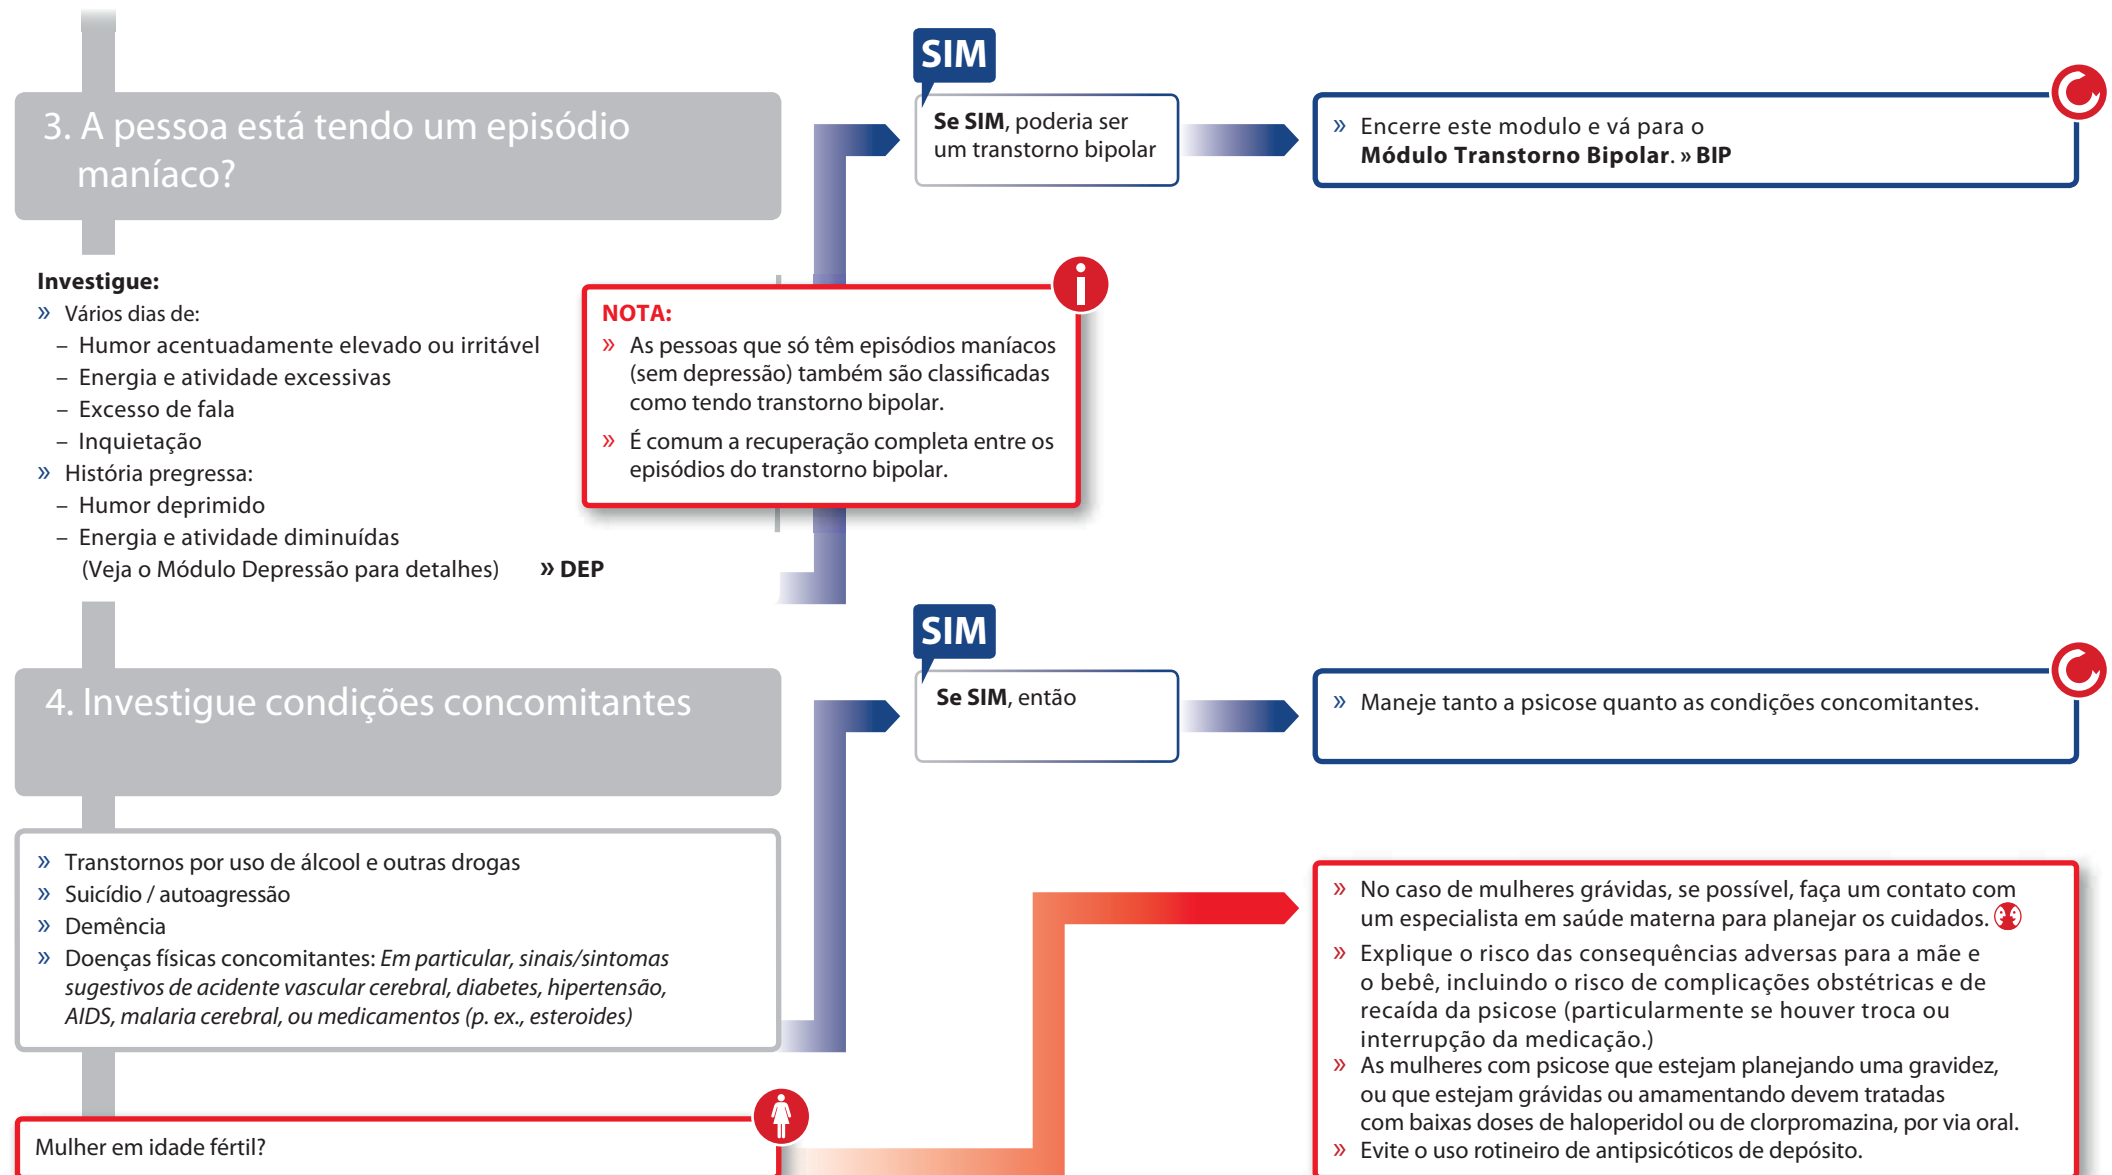 3. A pessoa está tendo um episódio
maníaco?
SIM
Se SIM, poderia ser
um transtorno bipolar
» Encerre este modulo e vá para o
Módulo Transtorno Bipolar. » BIP
Investigue:
» Vários dias de:
– Humor acentuadamente elevado ou irritável
– Energia e atividade excessivas
– Excesso de fala
– Inquietação
» História pregressa:
– Humor deprimido
– Energia e atividade diminuídas
(Veja o Módulo Depressão para detalhes) » DEP
i
NOTA:
» As pessoas que só têm episódios maníacos
(sem depressão) também são classificadas
como tendo transtorno bipolar.
» É comum a recuperação completa entre os
episódios do transtorno bipolar.
4. Investigue condições concomitantes
SIM
Se SIM, então
» Maneje tanto a psicose quanto as condições concomitantes.
» Transtornos por uso de álcool e outras drogas
» Suicídio / autoagressão
» Demência
» Doenças físicas concomitantes: Em particular, sinais/sintomas
sugestivos de acidente vascular cerebral, diabetes, hipertensão,
AIDS, malaria cerebral, ou medicamentos (p. ex., esteroides)
Mulher em idade fértil?
» No caso de mulheres grávidas, se possível, faça um contato com
um especialista em saúde materna para planejar os cuidados.
» Explique o risco das consequências adversas para a mãe e
o bebê, incluindo o risco de complicações obstétricas e de
recaída da psicose (particularmente se houver troca ou
interrupção da medicação.)
» As mulheres com psicose que estejam planejando uma gravidez,
ou que estejam grávidas ou amamentando devem tratadas
com baixas doses de haloperidol ou de clorpromazina, por via oral.
» Evite o uso rotineiro de antipsicóticos de depósito.